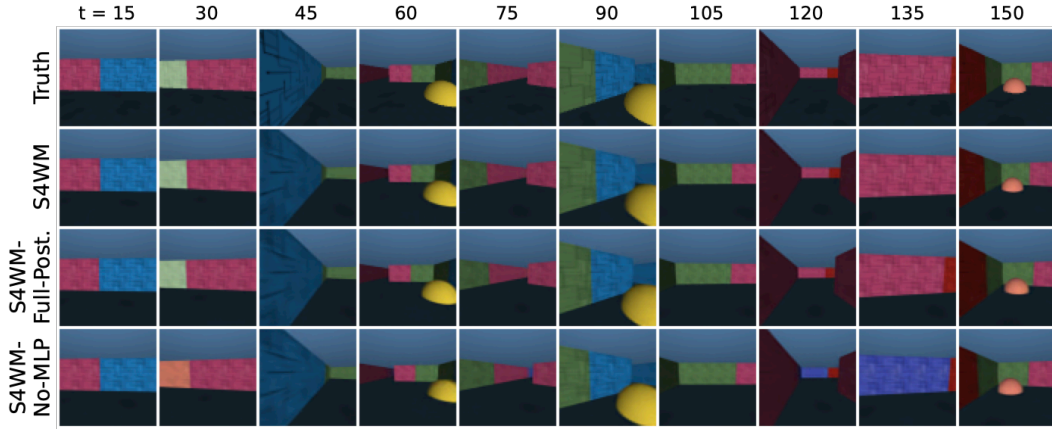 t = 15 30 45 60 75 90 105 120 135 150
Truth
S4WM
S4WM-
Full-Post.
S4WM-
No-MLP